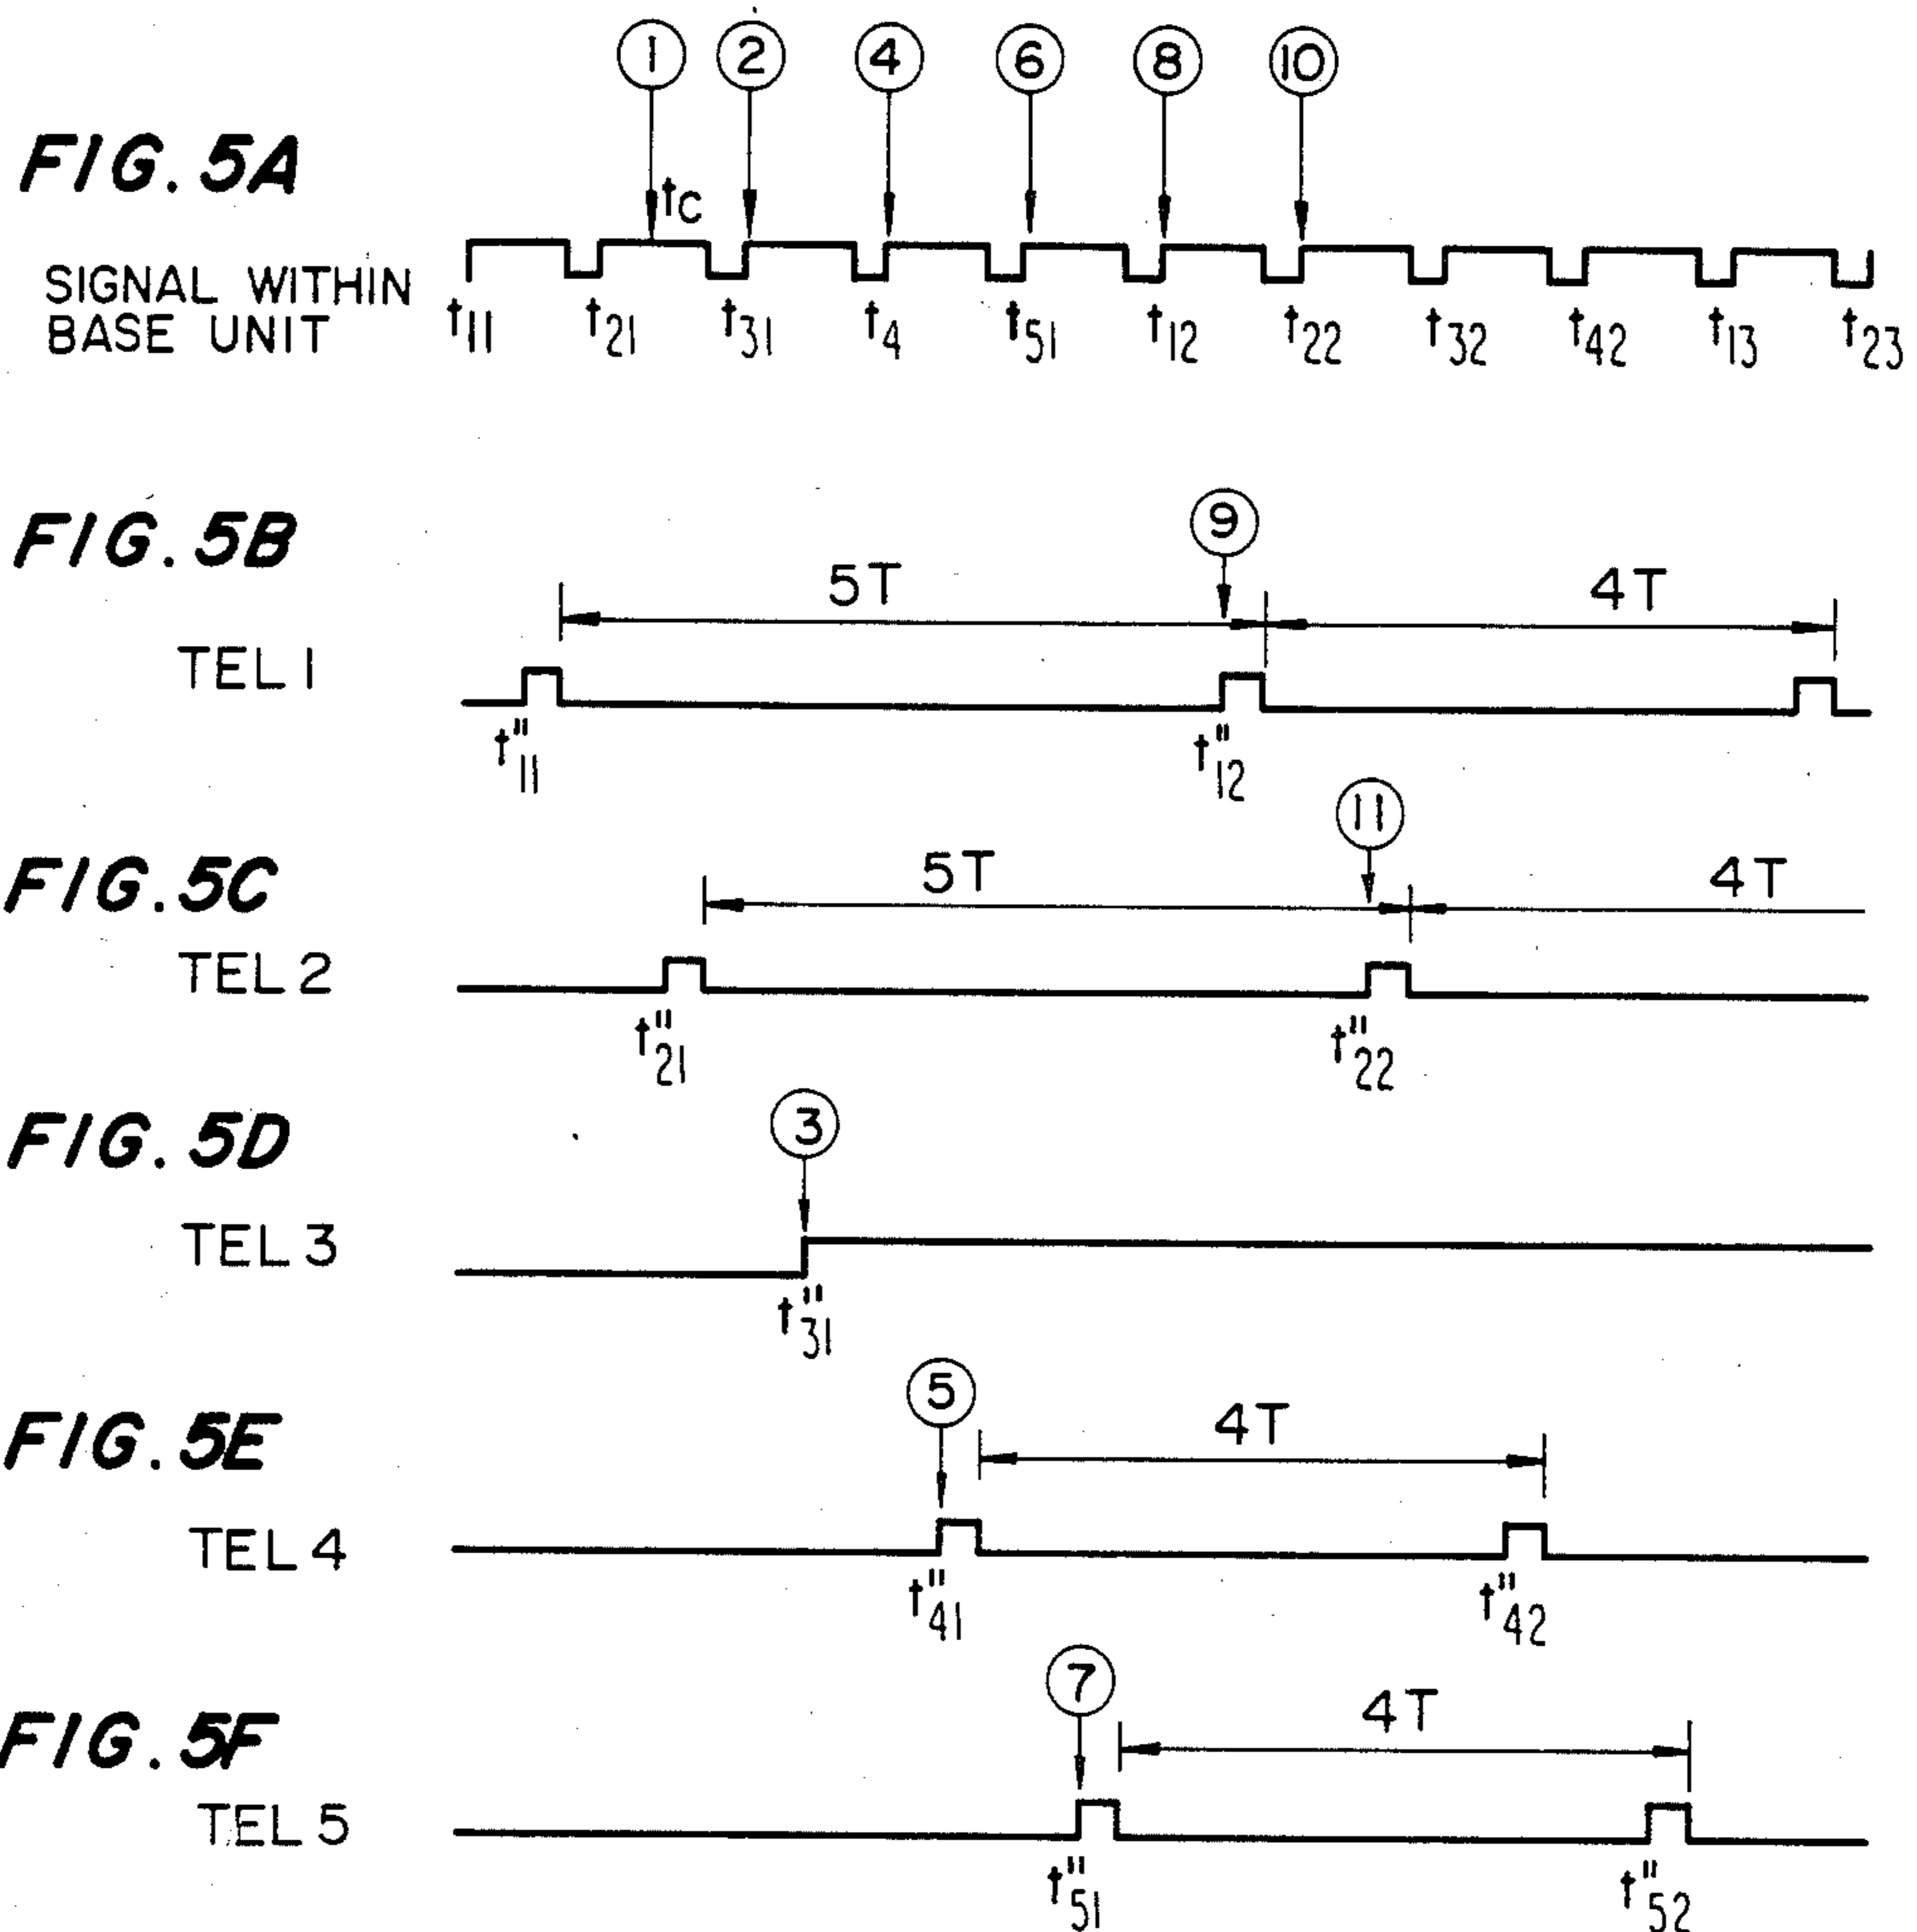 ① ② ④ ⑥ ⑧ ⑩
FIG. 5A
tC
SIGNAL WITHIN
BASE UNIT
t11 t21 t31 t4 t51 t12 t22 t32 t42 t13 t23
FIG. 5B
⑨
5T 4T
TEL 1
t"11 t"12
⑪
FIG. 5C
5T 4T
TEL 2
t"21 t"22
FIG. 5D
③
TEL 3
t"31
FIG. 5E
⑤
4T
TEL 4
t"41 t"42
FIG. 5F
⑦
4T
TEL 5
t"51 t"52